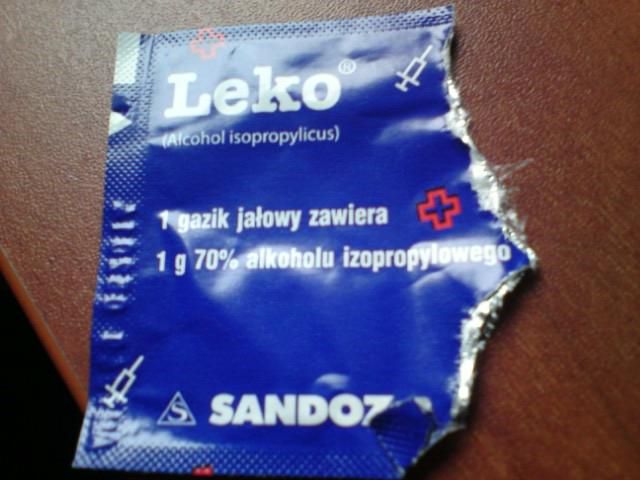 Leko®
(Alcohol isopropylicus)
1 gazik jałowy zawiera
1 g 70% alkoholu izopropylowego
S SANDOZ